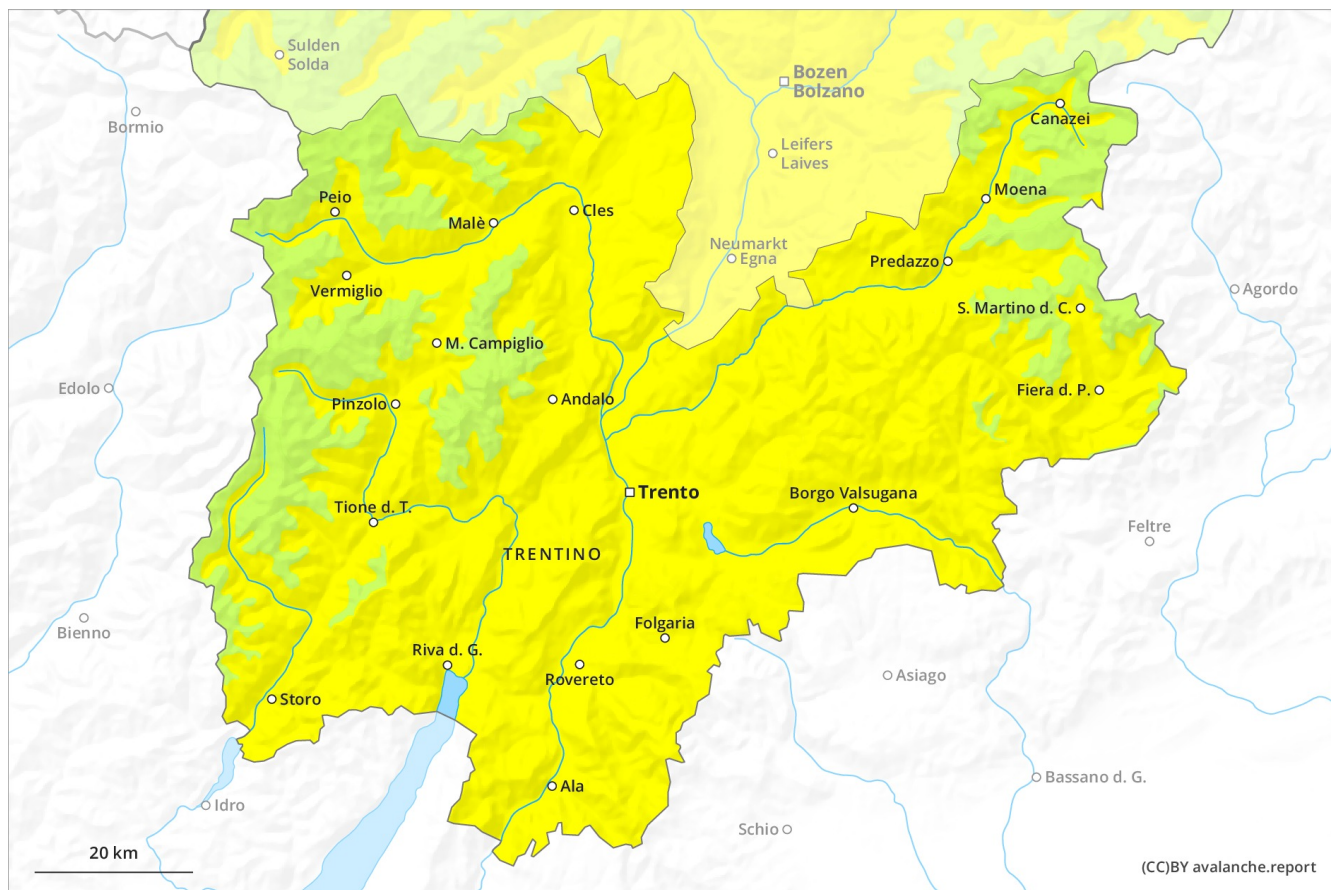 Sulden
Solda
Bozen
Bolzano
Bormio
Canazei
Leifers
Laives
Peio
Moena
Malè
Cles
Neumarkt
Egna
Predazzo
Vermiglio
Agordo
S. Martino d. C.
M. Campiglio
Edolo
Andalo
Fiera d. P.
Pinzolo
Trento
Borgo Valsugana
Tione d. T.
Feltre
TRENTINO
Bienno
Folgaria
Riva d. G.
Asiago
Rovereto
Storo
Bassano d. G.
Ala
Idro
Schio
20 km
(CC)BY avalanche.report